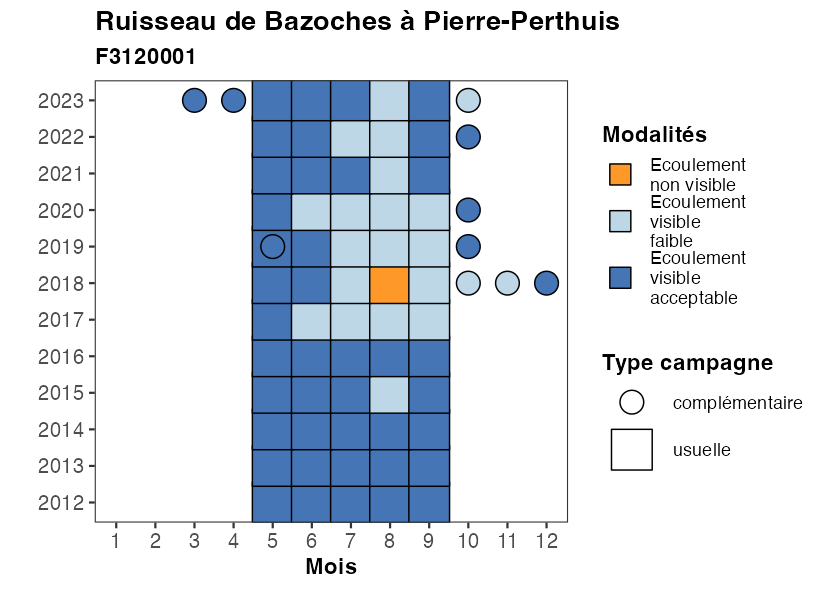 Ruisseau de Bazoches à Pierre-Perthuis
F3120001
2023
2022
2021
2020
2019
2018
2017
2016
2015
2014
2013
2012
1 2 3 4 5 6 7 8 9 10 11 12
Mois
Modalités
Ecoulement
non visible
Ecoulement
visible
faible
Ecoulement
visible
acceptable
Type campagne
complémentaire
usuelle